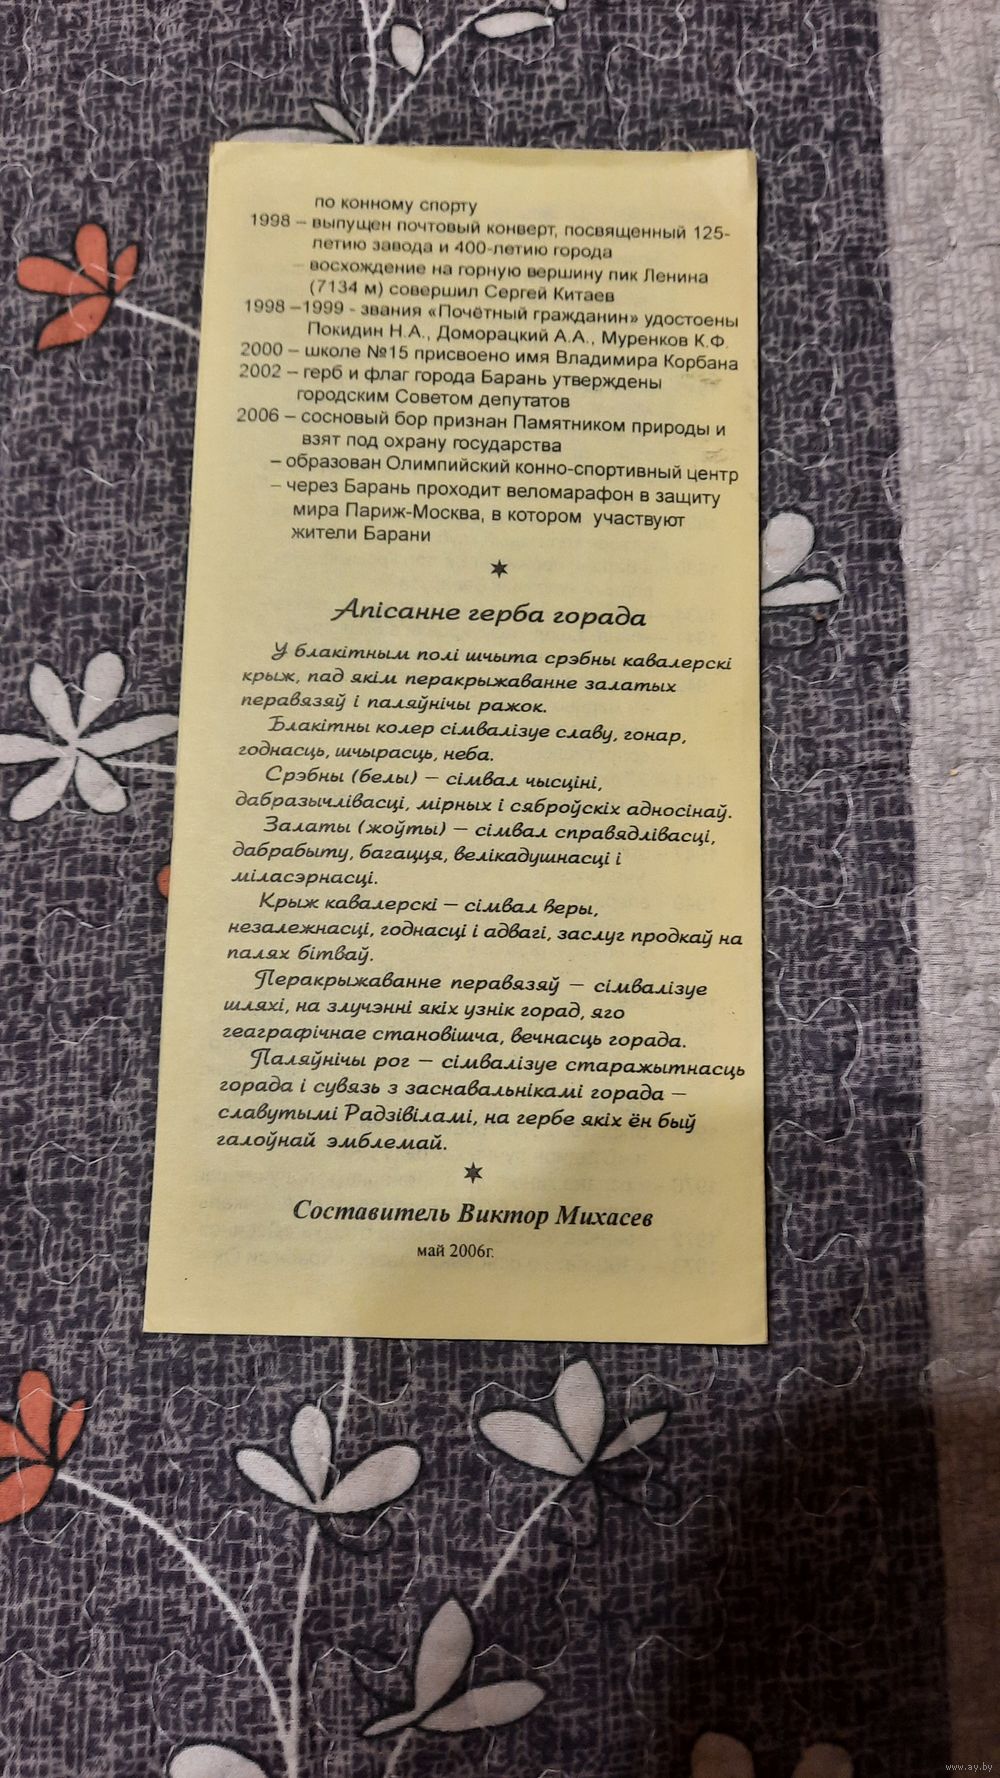 по конному спорту
1998 – выпущен почтовый конверт, посвященный 125-
летию завода и 400-летию города
– восхождение на горную вершину пик Ленина
(7134 м) совершил Сергей Китаев
1998 –1999 - звания «Почётный гражданин» удостоены
Покидин Н.А., Доморацкий А.А., Муренков К.Ф.
2000 – школе №15 присвоено имя Владимира Корбана
2002 – герб и флаг города Барань утверждены
городским Советом депутатов
2006 – сосновый бор признан Памятником природы и
взят под охрану государства
– образован Олимпийский конно-спортивный центр
– через Барань проходит веломарафон в защиту
мира Париж-Москва, в котором участвуют
жители Барани
Апісанне герба горада
У блакітным полі шчыта срэбны кавалерскі
крыж, пад якім перакрыжаванне залатых
перавязяў і паляўнічы ражок.
Блакітны колер сімвалізуе славу, гонар,
годнасць, шчырасць, неба.
Срэбны (белы) – сімвал чысціні,
дабразычлівасці, мірных і сяброўскіх адносінаў.
Залаты (жоўты) – сімвал справядлівасці,
дабрабыту, багацця, велікадушнасці і
міласэрнасці.
Крыж кавалерскі – сімвал веры,
незалежнасці, годнасці і адвагі, заслуг продкаў на
палях бітваў.
Перакрыжаванне перавязяў – сімвалізуе
шляхі, на злучэнні якіх узнік горад, яго
геаграфічнае становішча, вечнасць горада.
Паляўнічы рог – сімвалізуе старажытнасць
горада і сувязь з заснавальнікамі горада –
славутымі Радзівіламі, на гербе якіх ён быў
галоўнай эмблемай.
Составитель Виктор Михасев
май 2006г.
www.ay.by